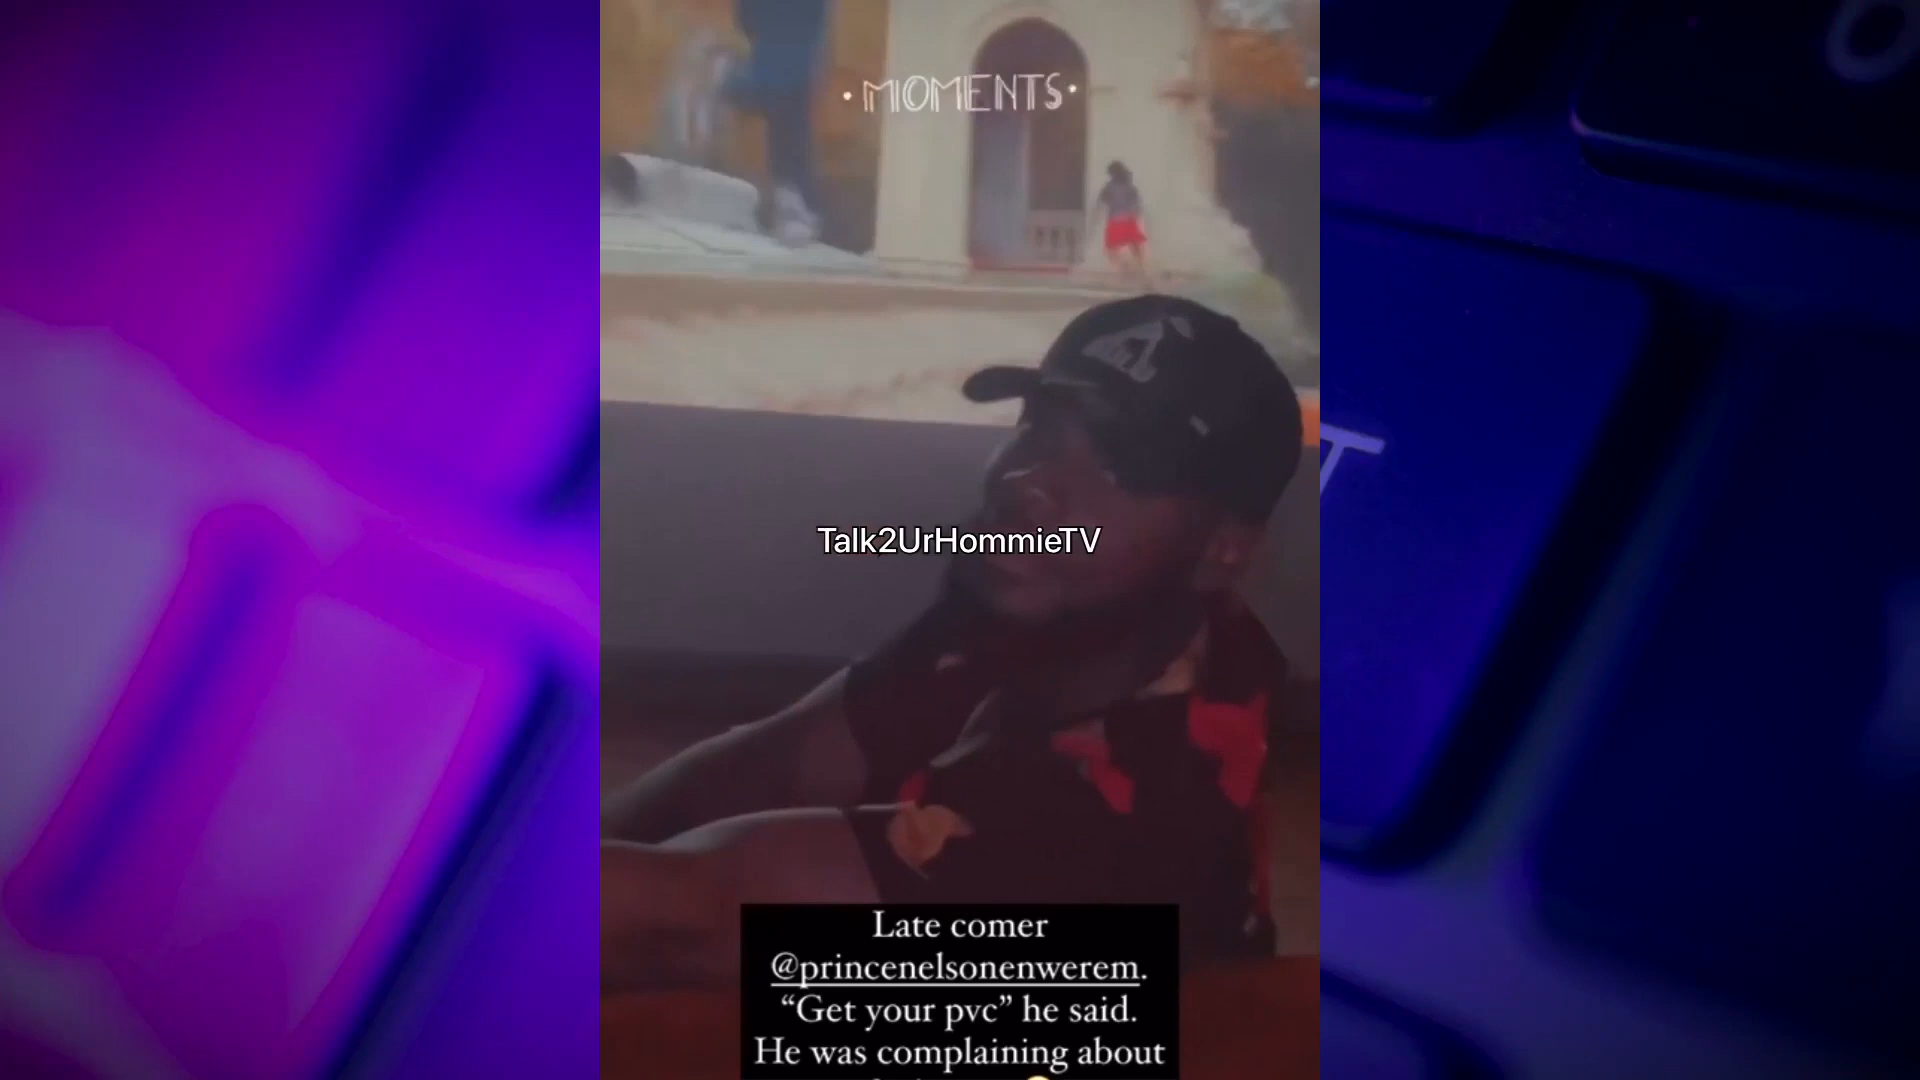 • MOMENTS •
O
T
Talk2UrHommieTV
Late comer
@princenelsonenwerem.
“Get your pvc” he said.
He was complaining about